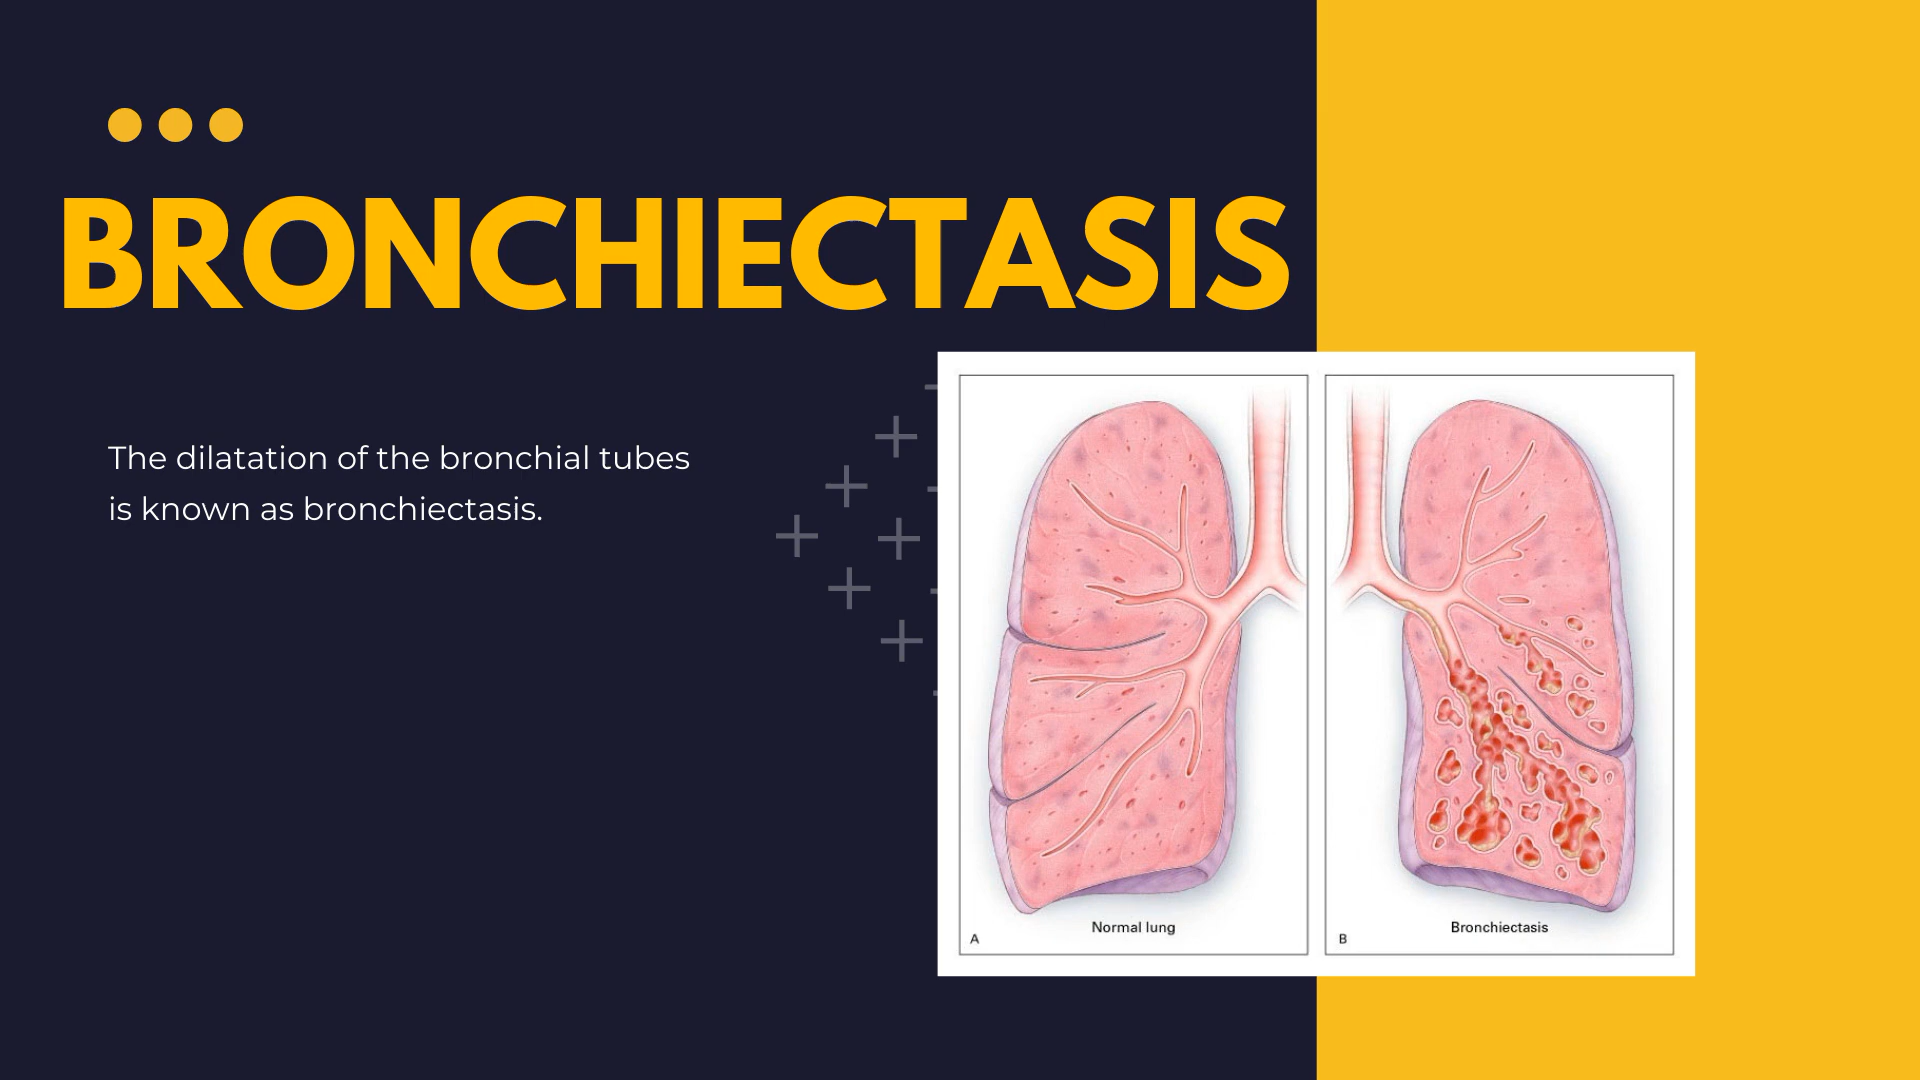 BRONCHIECTASIS
The dilatation of the bronchial tubes
is known as bronchiectasis.
Normal lung
A
Bronchiectasis
B